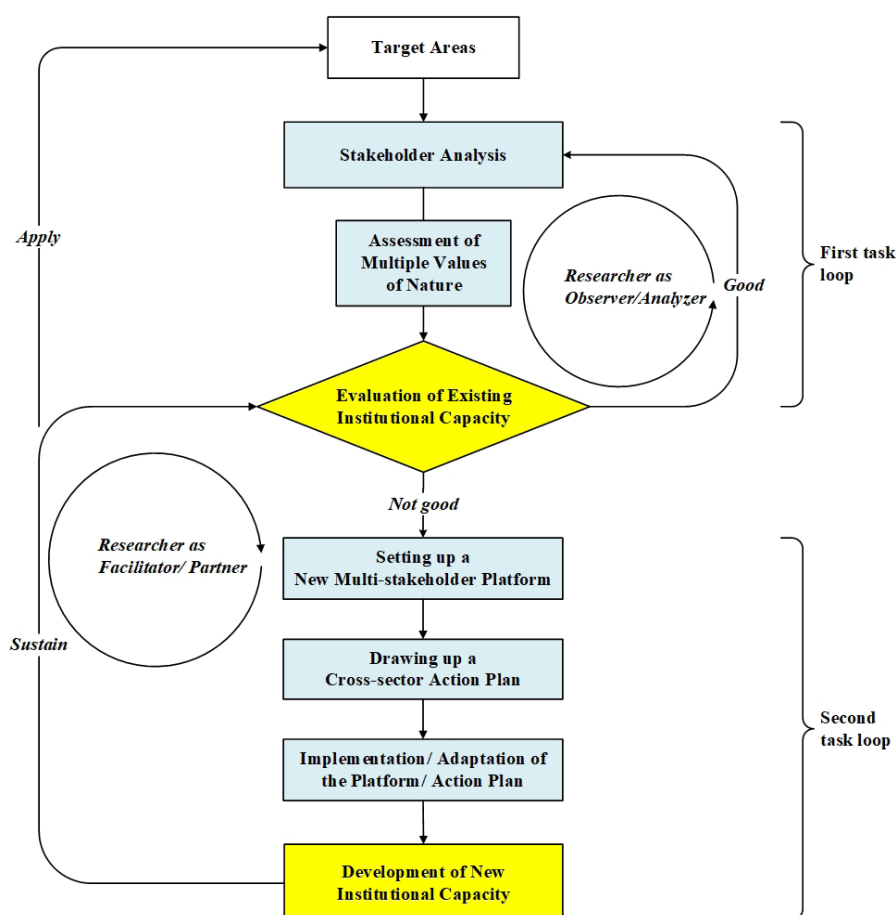 Target Areas
Stakeholder Analysis
Apply
Assessment of
Multiple Values
of Nature
Researcher as
Observer/Analyzer
Good
First task
loop
Evaluation of Existing
Institutional Capacity
Not good
Researcher as
Facilitator/ Partner
Setting up a
New Multi-stakeholder Platform
Sustain
Drawing up a
Cross-sector Action Plan
Second
task loop
Implementation/ Adaptation of
the Platform/ Action Plan
Development of New
Institutional Capacity